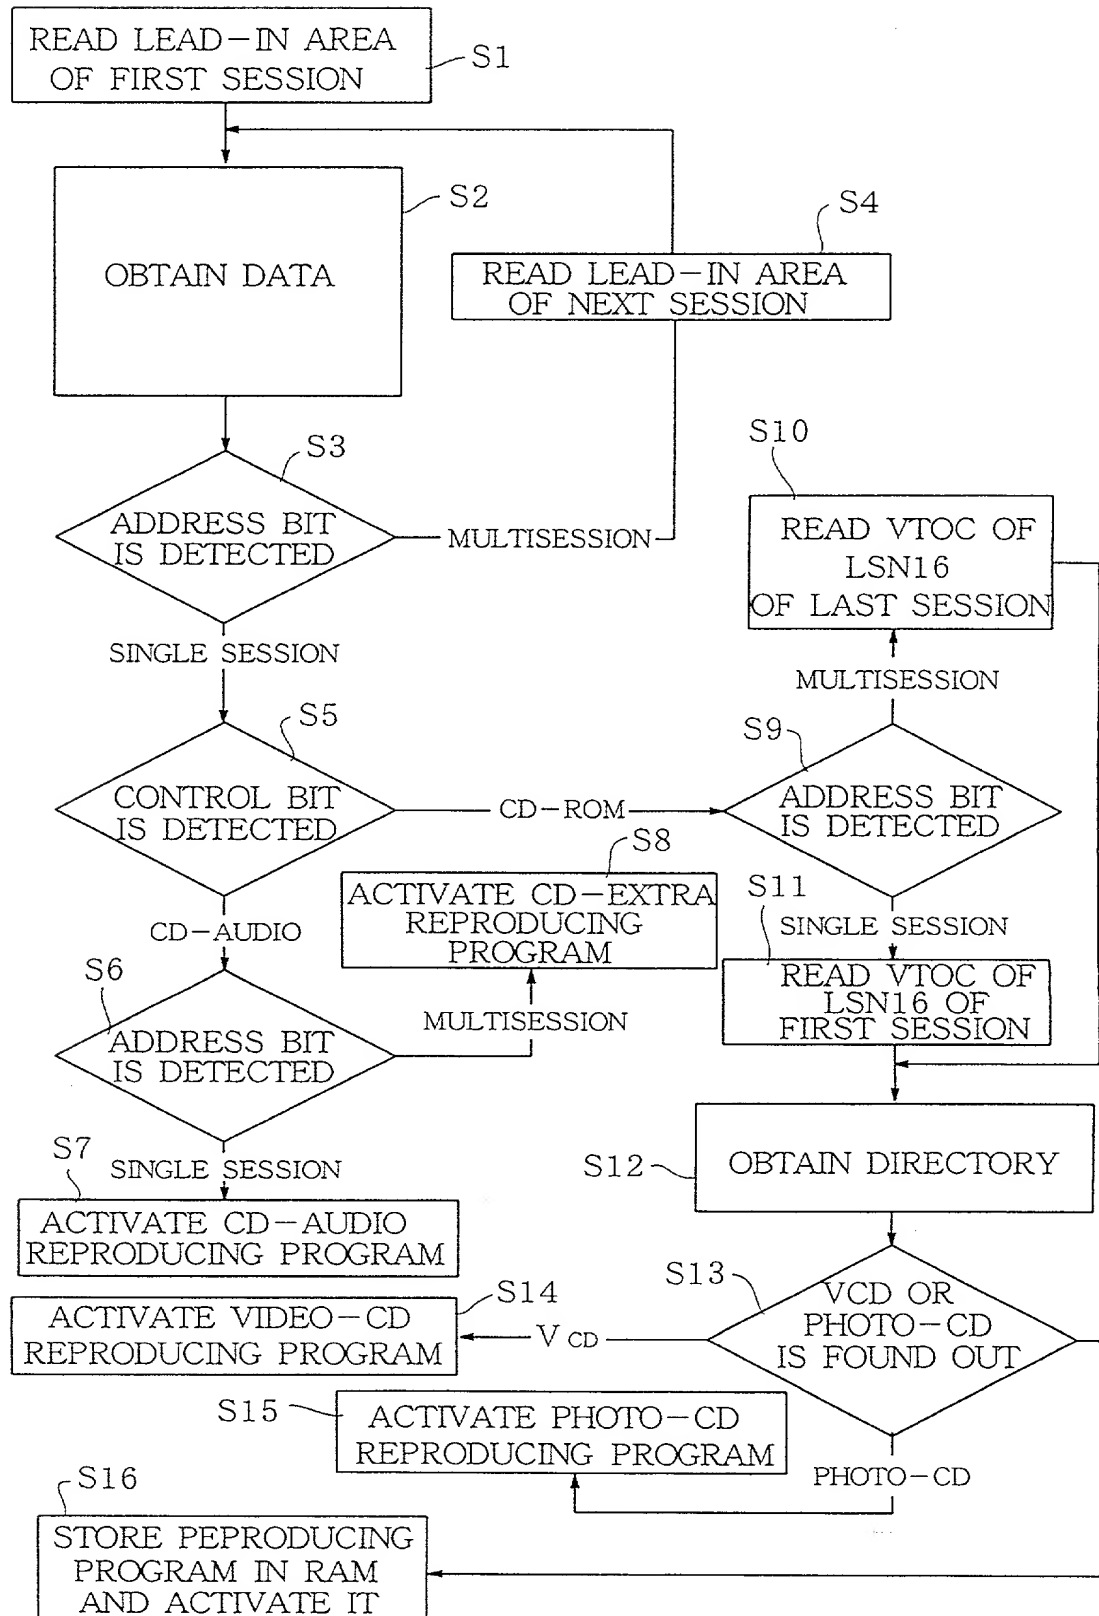 READ LEAD-IN AREA
OF FIRST SESSION
S1
OBTAIN DATA
S2
READ LEAD-IN AREA
OF NEXT SESSION
S4
S3
ADDRESS BIT
IS DETECTED
MULTISESSION
SINGLE SESSION
S10
READ VTOC OF
LSN16
OF LAST SESSION
MULTISESSION
S5
CONTROL BIT
IS DETECTED
CD-ROM
S9
ADDRESS BIT
IS DETECTED
CD-AUDIO
S8
ACTIVATE CD-EXTRA
REPRODUCING
PROGRAM
S11
SINGLE SESSION
READ VTOC OF
LSN16 OF
FIRST SESSION
S6
ADDRESS BIT
IS DETECTED
MULTISESSION
SINGLE SESSION
S7
ACTIVATE CD-AUDIO
REPRODUCING PROGRAM
S12
OBTAIN DIRECTORY
S13
VCD OR
PHOTO-CD
IS FOUND OUT
VCD
S14
ACTIVATE VIDEO-CD
REPRODUCING PROGRAM
S15
ACTIVATE PHOTO-CD
REPRODUCING PROGRAM
PHOTO-CD
S16
STORE PEPRODUCING
PROGRAM IN RAM
AND ACTIVATE IT